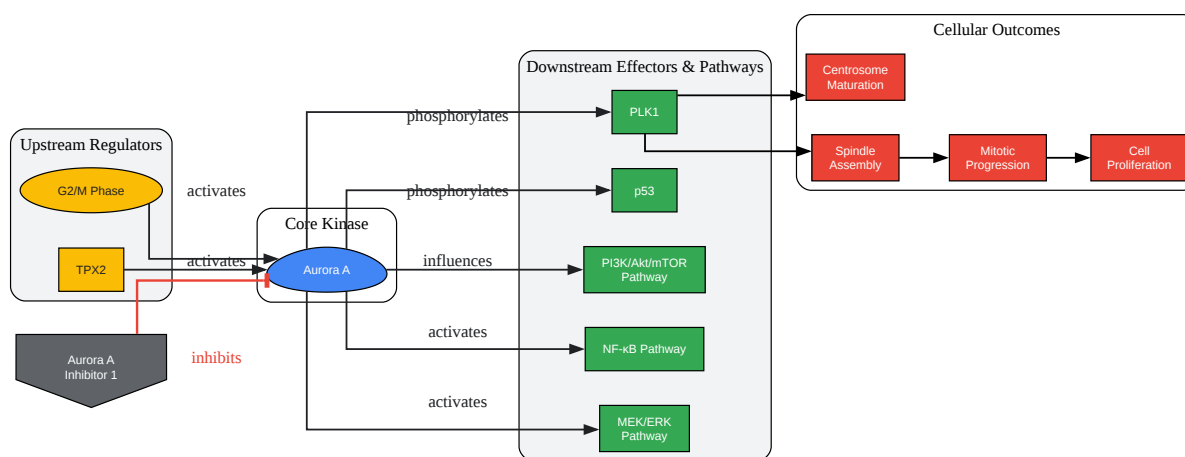 Cellular Outcomes
Centrosome
Maturation
Downstream Effectors & Pathways
phosphorylates
PLK1
Upstream Regulators
Spindle
Assembly
Mitotic
Progression
Cell
Proliferation
G2/M Phase
activates
phosphorylates
p53
Core Kinase
TPX2
activates
Aurora A
influences
PI3K/Akt/mTOR
Pathway
activates
NF-κB Pathway
Aurora A
Inhibitor 1
inhibits
activates
MEK/ERK
Pathway